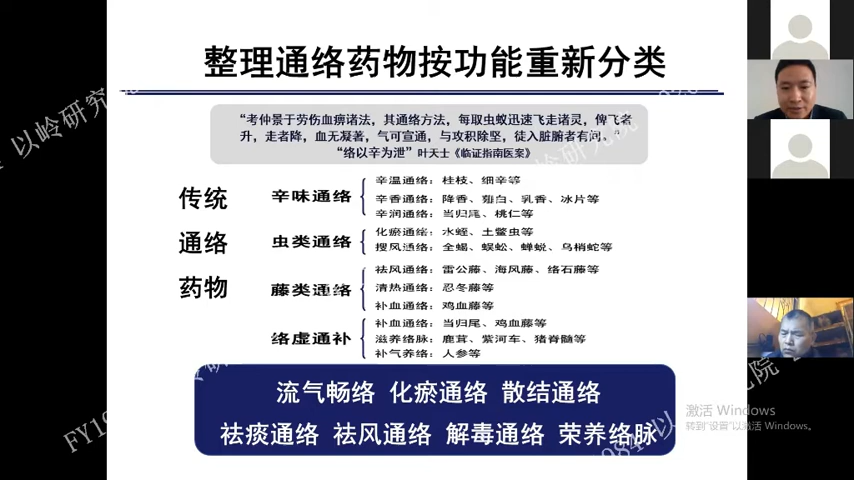 整理通络药物按功能重新分类
“考仲景于劳伤血痹诸法，其通络方法，每取虫蚁迅速飞走诸灵，俾飞者
升，走者降，血无凝著，气可宣通，与攻积除坚，徒入脏腑者有间。”
“络以辛为泄”叶天士《临证指南医案》
传统
通络
药物
辛味通络
辛温通络：桂枝、细辛等
辛香通络：降香、薤白、乳香、冰片等
辛润通络：当归尾、桃仁等
虫类通络
化瘀通络：水蛭、土鳖虫等
搜风通络：全蝎、蜈蚣、蝉蜕、乌梢蛇等
藤类通络
祛风通络：雷公藤、海风藤、络石藤等
清热通络：忍冬藤等
补血通络：鸡血藤等
络虚通补
补血通络：当归尾、鸡血藤等
滋养络脉：鹿茸、紫河车、猪脊髓等
补气养络：人参等
流气畅络 化瘀通络 散结通络
祛痰通络 祛风通络 解毒通络 荣养络脉
激活 Windows
转到"设置"以激活 Windows。
以岭研究院